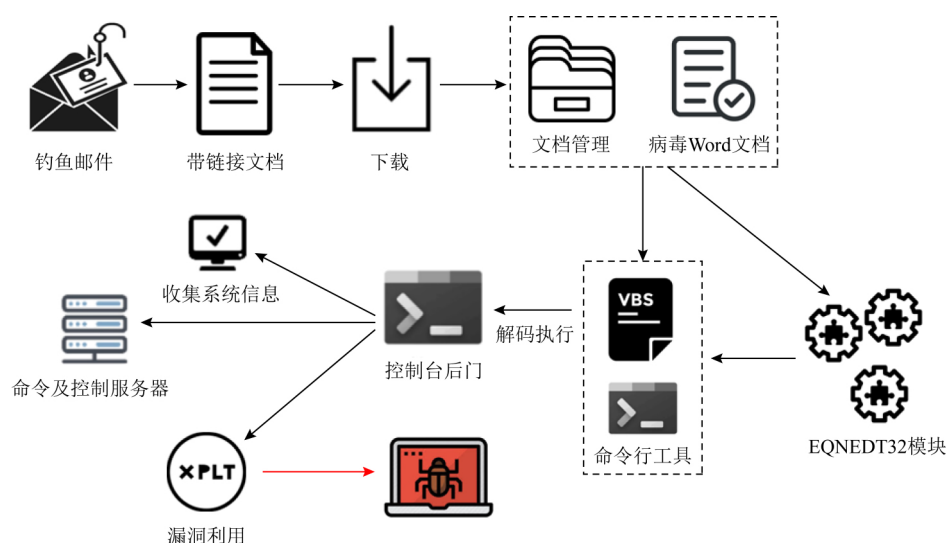 钓鱼邮件
带链接文档
下载
文档管理
病毒Word文档
收集系统信息
VBS
解码执行
控制台后门
命令及控制服务器
命令行工具
EQNEDT32模块
XPLT
漏洞利用